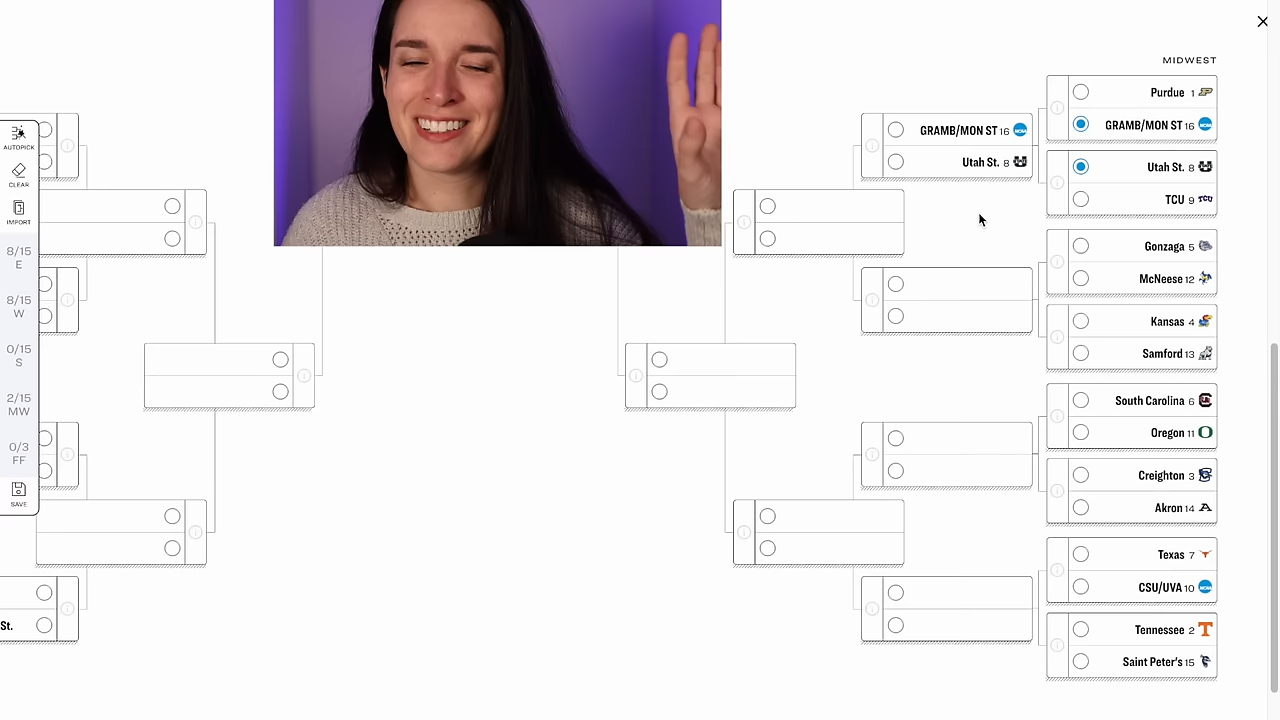 MIDWEST
Purdue 1
GRAMB/MON ST 16
Utah St. 8
TCU 9
Gonzaga 5
McNeese 12
Kansas 4
Samford 13
South Carolina 6
Oregon 11
Creighton 3
Akron 14
Texas 7
CSU/UVA 10
Tennessee 2
Saint Peter's 15
GRAMB/MON ST 16
Utah St. 8
AUTOPICK
CLEAR
IMPORT
8/15
E
8/15
W
0/15
S
2/15
MW
0/3
FF
SAVE
St.